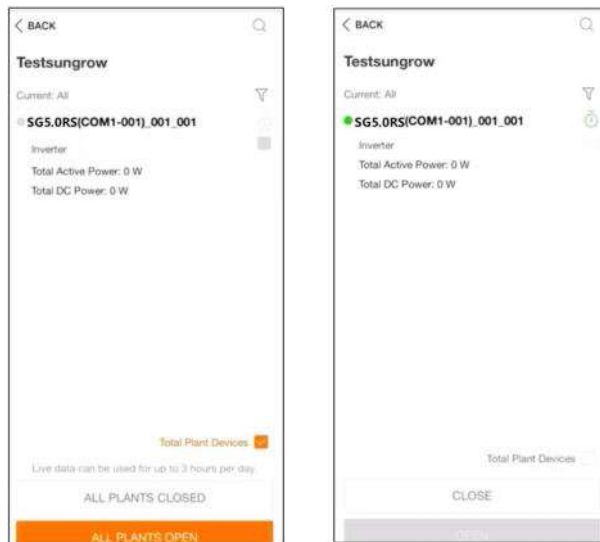 BACK
Testsungrow
Current: All
SG5.0RS(COM1-001)_001_001
Inverter
Total Active Power: 0 W
Total DC Power: 0 W
Total Plant Devices
Live data can be used for up to 3 hours per day.
ALL PLANTS CLOSED
ALL PLANTS OPEN
BACK
Testsungrow
Current: All
SG5.0RS(COM1-001)_001_001
Inverter
Total Active Power: 0 W
Total DC Power: 0 W
Total Plant Devices
CLOSE
OPEN